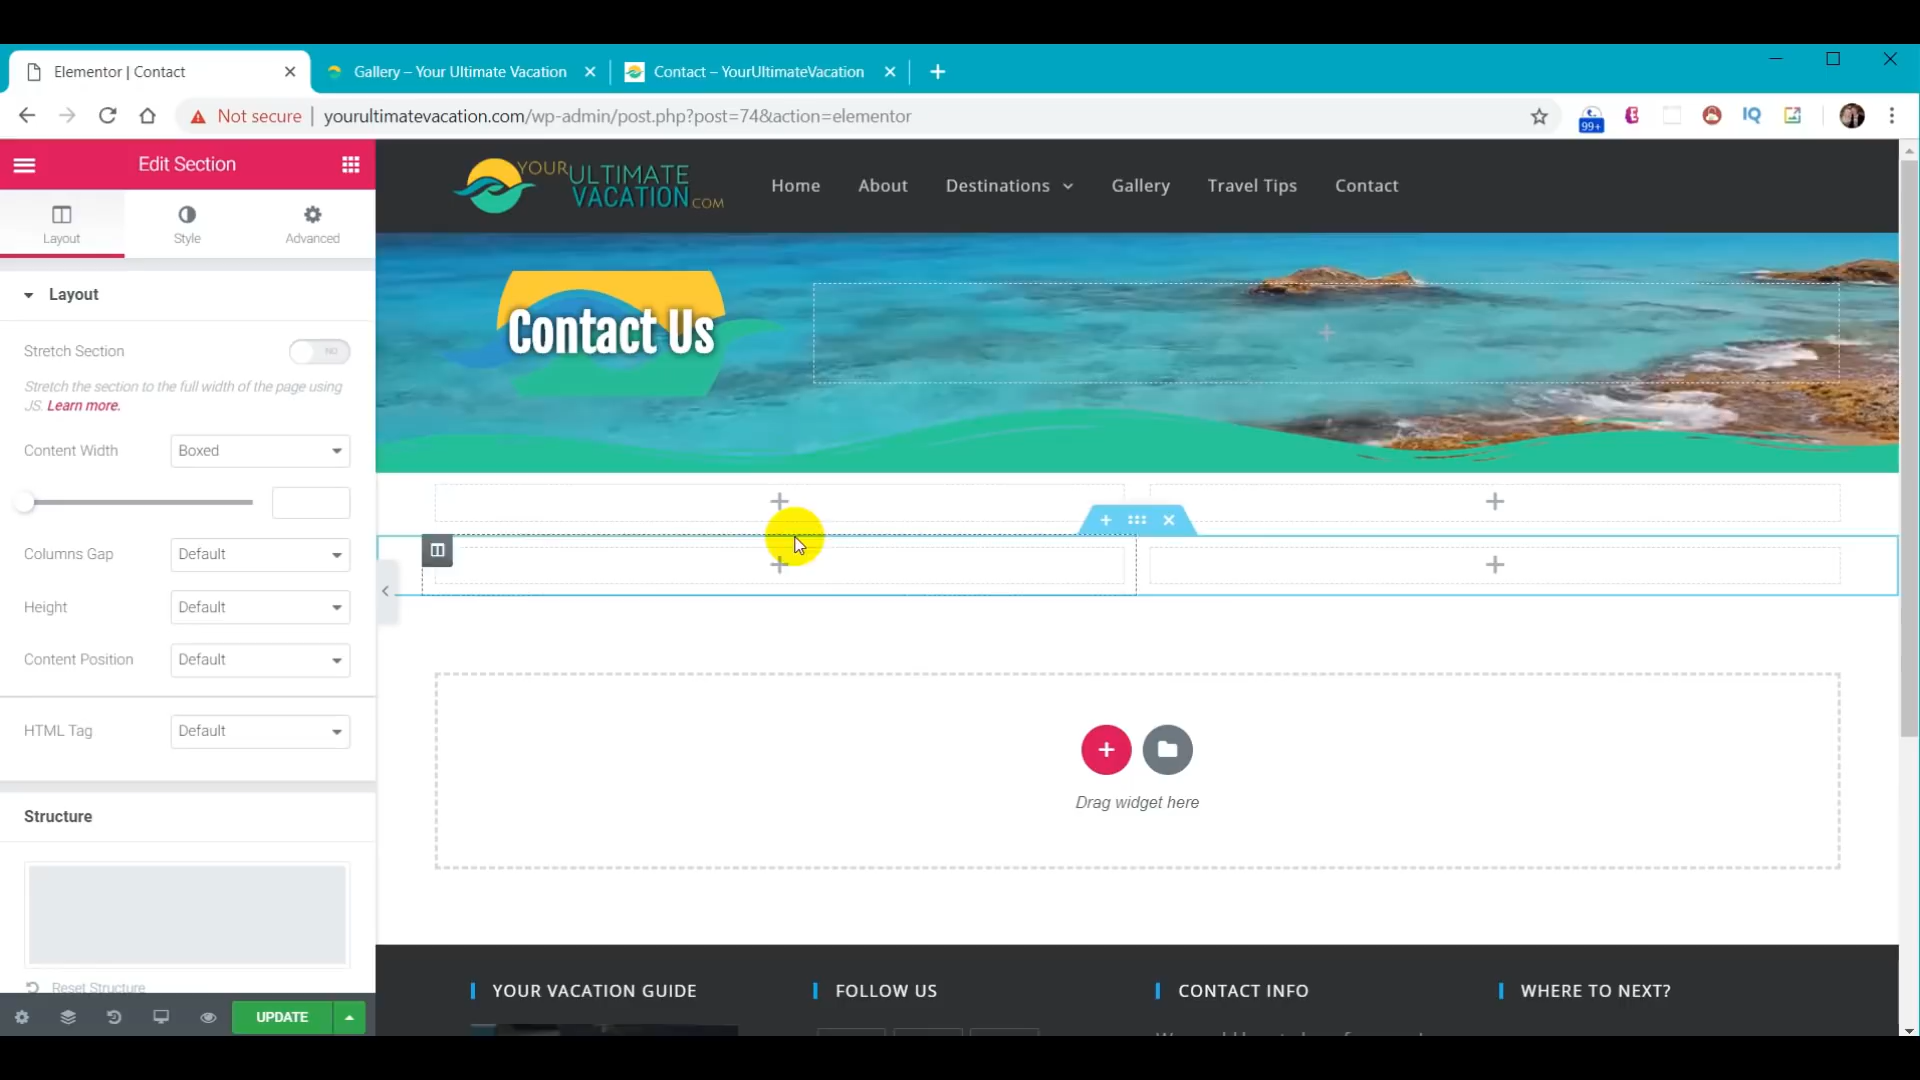 Elementor | Contact
Gallery – Your Ultimate Vacation
Contact – YourUltimateVacation
Not secure
yourultimatevacation.com/wp-admin/post.php?post=74&action=elementor
99+
IQ
Edit Section
Layout
Style
Advanced
YOUR ULTIMATE
VACATION.COM
Home
About
Destinations
Gallery
Travel Tips
Contact
Contact Us
Layout
Stretch Section
NO
Stretch the section to the full width of the page using
JS. Learn more.
Content Width
Boxed
Columns Gap
Default
Height
Default
Content Position
Default
HTML Tag
Default
Structure
Reset Structure
UPDATE
Drag widget here
YOUR VACATION GUIDE
FOLLOW US
CONTACT INFO
WHERE TO NEXT?